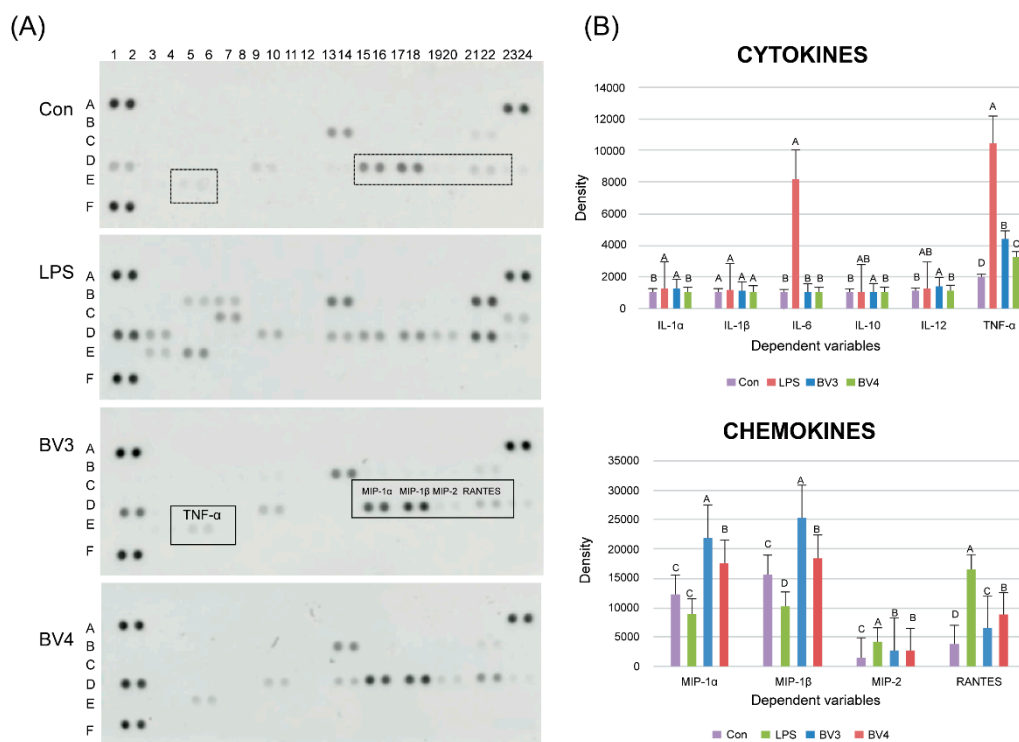 (A)
1 2 3 4 5 6 7 8 9 10 11 12 13 14 15 16 17 18 19 20 21 22 23 24
Con
A
B
C
D
E
F
LPS
A
B
C
D
E
F
BV3
A
B
C
D
E
F
MIP-1α MIP-1β MIP-2 RANTES
TNF-α
BV4
A
B
C
D
E
F
(B)
CYTOKINES
Density
14000
12000
10000
8000
6000
4000
2000
0
B A A B
B A B A
B A B B
B AB A B
B AB A B
D A B C
IL-1α IL-1β IL-6 IL-10 IL-12 TNF-α
Dependent variables
Con LPS BV3 BV4
CHEMOKINES
Density
35000
30000
25000
20000
15000
10000
5000
0
C C A B
C D A B
C A B B
D A C B
MIP-1α MIP-1β MIP-2 RANTES
Dependent variables
Con LPS BV3 BV4